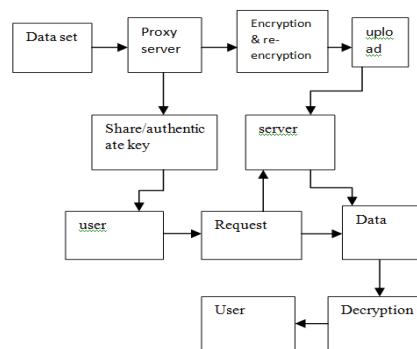 Data set
Proxy
server
Encryption
& re-
encryption
uplo
ad
Share/authentic
ate key
server
user
Request
Data
User
Decryption